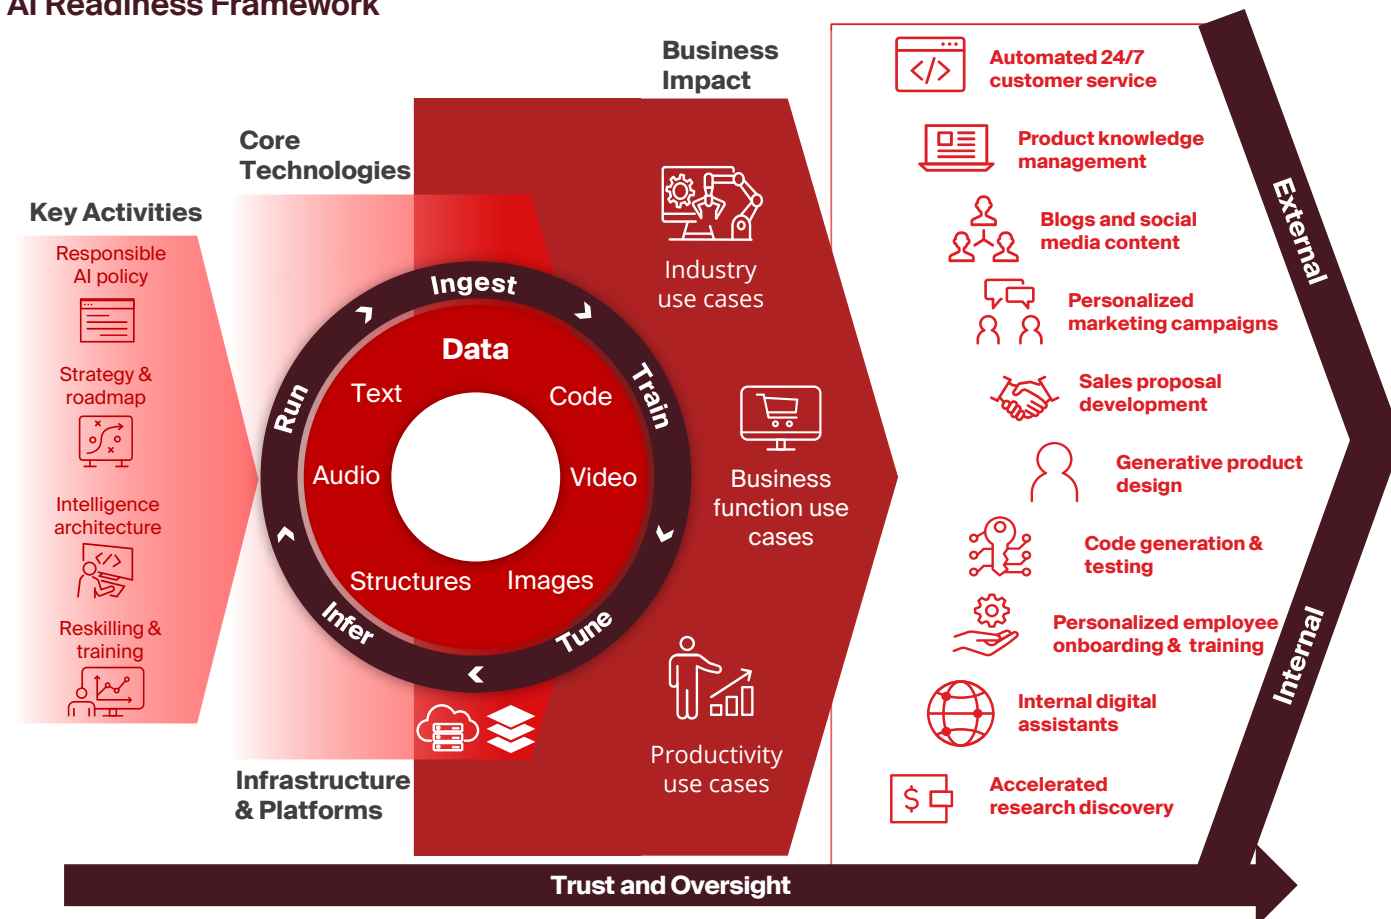 AI Readiness Framework
Key Activities
Responsible
AI policy
Strategy &
roadmap
Intelligence
architecture
Reskilling &
training
Core
Technologies
Ingest
Train
Tune
Infer
Run
Data
Text
Code
Audio
Video
Structures
Images
Infrastructure
& Platforms
Business
Impact
Industry
use cases
Business
function use
cases
Productivity
use cases
Automated 24/7
customer service
Product knowledge
management
Blogs and social
media content
Personalized
marketing campaigns
Sales proposal
development
Generative product
design
Code generation &
testing
Personalized employee
onboarding & training
Internal digital
assistants
Accelerated
research discovery
External
Internal
Trust and Oversight